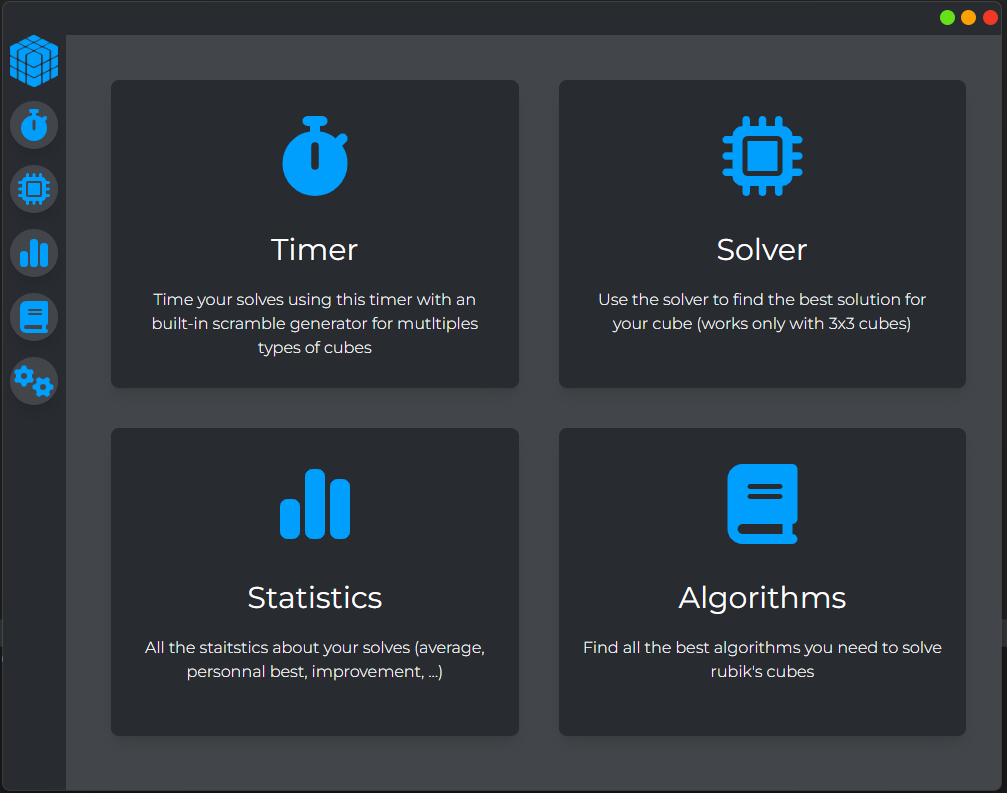 Timer
Time your solves using this timer with an
built-in scramble generator for mutltiples
types of cubes
Solver
Use the solver to find the best solution for
your cube (works only with 3x3 cubes)
Statistics
All the staitstics about your solves (average,
personnal best, improvement, ...)
Algorithms
Find all the best algorithms you need to solve
rubik's cubes